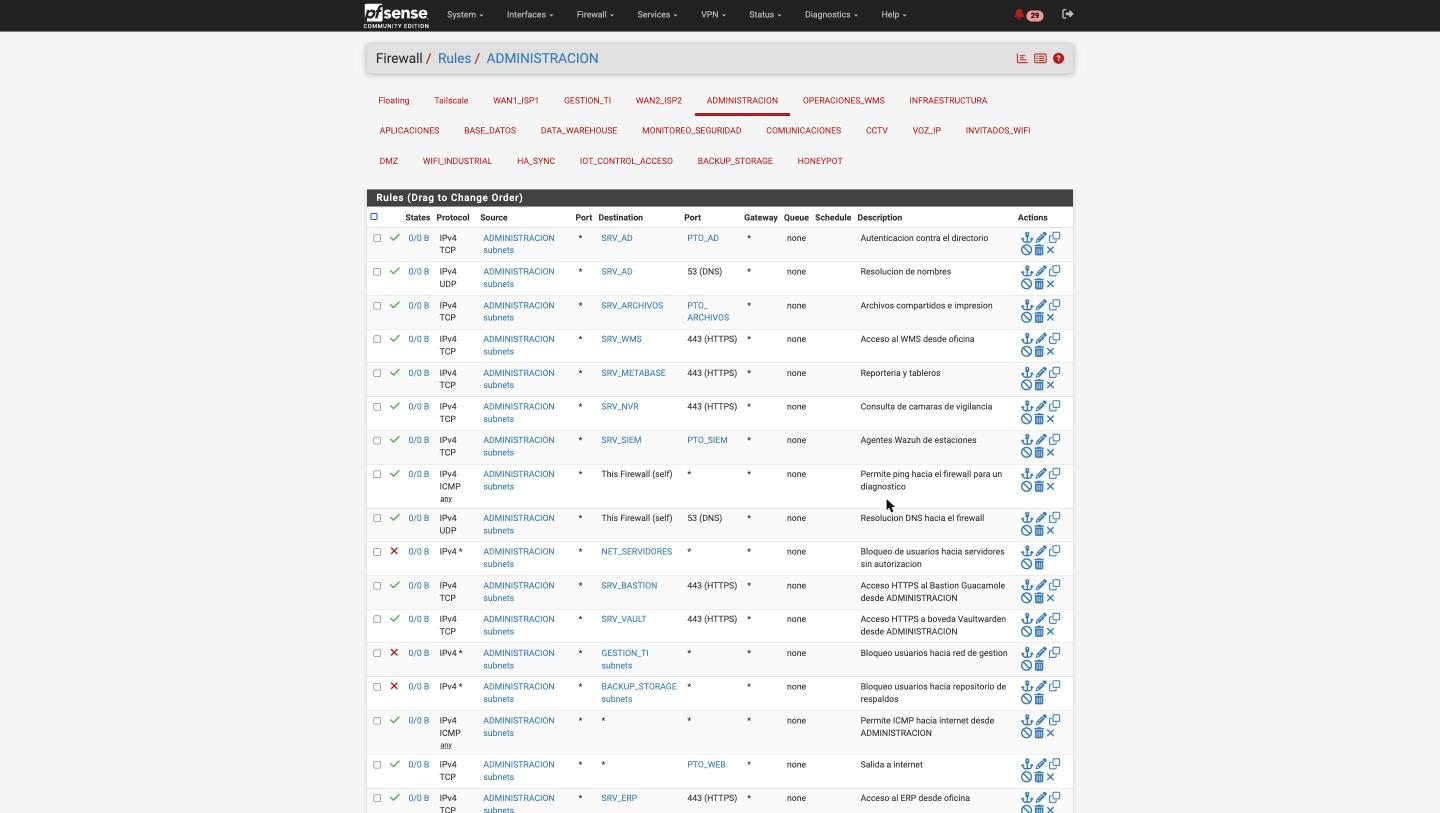 pfsense COMMUNITY EDITION System Interfaces Firewall Services VPN Status Diagnostics Help 29
Firewall / Rules / ADMINISTRACION
Floating Tailscale WAN1_ISP1 GESTION_TI WAN2_ISP2 ADMINISTRACION OPERACIONES_WMS INFRAESTRUCTURA
APLICACIONES BASE_DATOS DATA_WAREHOUSE MONITOREO_SEGURIDAD COMUNICACIONES CCTV VOZ_IP INVITADOS_WIFI
DMZ WIFI_INDUSTRIAL HA_SYNC IOT_CONTROL_ACCESO BACKUP_STORAGE HONEYPOT
Rules (Drag to Change Order)
States Protocol Source Port Destination Port Gateway Queue Schedule Description Actions
0/0 B IPv4 TCP ADMINISTRACION subnets * SRV_AD PTO_AD * none Autenticacion contra el directorio
0/0 B IPv4 UDP ADMINISTRACION subnets * SRV_AD 53 (DNS) * none Resolucion de nombres
0/0 B IPv4 TCP ADMINISTRACION subnets * SRV_ARCHIVOS PTO_ARCHIVOS * none Archivos compartidos e impresion
0/0 B IPv4 TCP ADMINISTRACION subnets * SRV_WMS 443 (HTTPS) * none Acceso al WMS desde oficina
0/0 B IPv4 TCP ADMINISTRACION subnets * SRV_METABASE 443 (HTTPS) * none Reporteria y tableros
0/0 B IPv4 TCP ADMINISTRACION subnets * SRV_NVR 443 (HTTPS) * none Consulta de camaras de vigilancia
0/0 B IPv4 TCP ADMINISTRACION subnets * SRV_SIEM PTO_SIEM * none Agentes Wazuh de estaciones
0/0 B IPv4 ICMP any ADMINISTRACION subnets * This Firewall (self) * * none Permite ping hacia el firewall para un diagnostico
0/0 B IPv4 UDP ADMINISTRACION subnets * This Firewall (self) 53 (DNS) * none Resolucion DNS hacia el firewall
0/0 B IPv4 * ADMINISTRACION subnets * NET_SERVIDORES * * none Bloqueo de usuarios hacia servidores sin autorizacion
0/0 B IPv4 TCP ADMINISTRACION subnets * SRV_BASTION 443 (HTTPS) * none Acceso HTTPS al Bastion Guacamole desde ADMINISTRACION
0/0 B IPv4 TCP ADMINISTRACION subnets * SRV_VAULT 443 (HTTPS) * none Acceso HTTPS a boveda Vaultwarden desde ADMINISTRACION
0/0 B IPv4 * ADMINISTRACION subnets * GESTION_TI subnets * * none Bloqueo usuarios hacia red de gestion
0/0 B IPv4 * ADMINISTRACION subnets * BACKUP_STORAGE subnets * * none Bloqueo usuarios hacia repositorio de respaldos
0/0 B IPv4 ICMP any ADMINISTRACION subnets * * * * none Permite ICMP hacia internet desde ADMINISTRACION
0/0 B IPv4 TCP ADMINISTRACION subnets * * PTO_WEB * none Salida a internet
0/0 B IPv4 TCP ADMINISTRACION subnets * SRV_ERP 443 (HTTPS) * none Acceso al ERP desde oficina